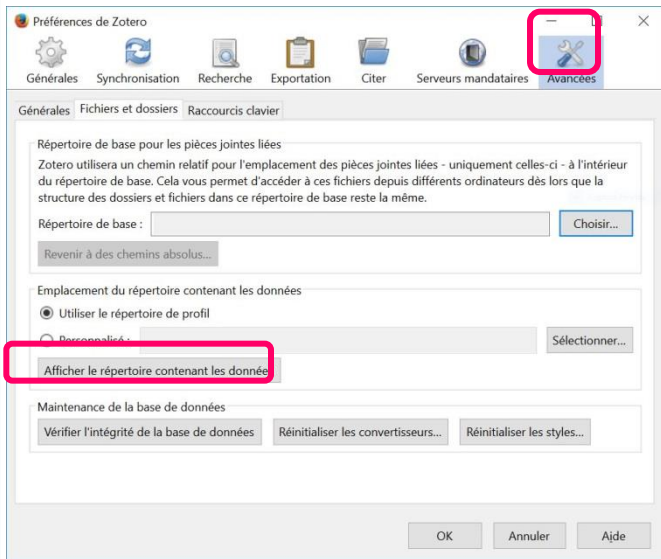 Préférences de Zotero
Générales Synchronisation Recherche Exportation Citer Serveurs mandataires Avancées
Générales Fichiers et dossiers Raccourcis clavier
Répertoire de base pour les pièces jointes liées
Zotero utilisera un chemin relatif pour l'emplacement des pièces jointes liées - uniquement celles-ci - à l'intérieur
du répertoire de base. Cela vous permet d'accéder à ces fichiers depuis différents ordinateurs dès lors que la
structure des dossiers et fichiers dans ce répertoire de base reste la même.
Répertoire de base : Choisir...
Revenir à des chemins absolus...
Emplacement du répertoire contenant les données
Utiliser le répertoire de profil
Personnalisé : Sélectionner...
Afficher le répertoire contenant les donnée
Maintenance de la base de données
Vérifier l'intégrité de la base de données Réinitialiser les convertisseurs... Réinitialiser les styles...
OK Annuler Aide